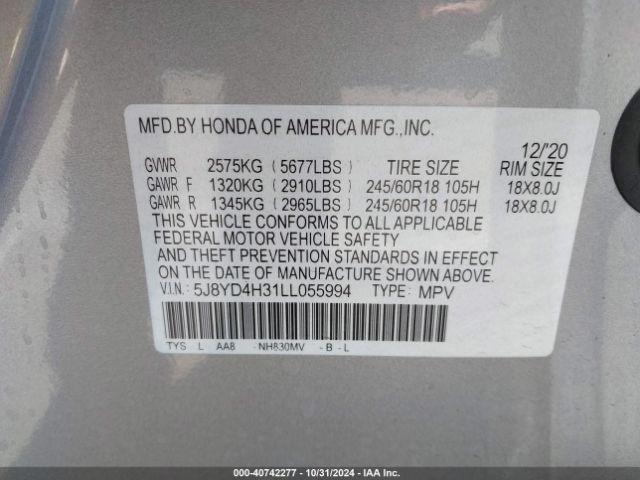 MFD.BY HONDA OF AMERICA MFG.,INC.
12/'20
GVWR 2575KG (5677LBS) TIRE SIZE RIM SIZE
GAWR F 1320KG (2910LBS) 245/60R18 105H 18X8.0J
GAWR R 1345KG (2965LBS) 245/60R18 105H 18X8.0J
THIS VEHICLE CONFORMS TO ALL APPLICABLE
FEDERAL MOTOR VEHICLE SAFETY
AND THEFT PREVENTION STANDARDS IN EFFECT
ON THE DATE OF MANUFACTURE SHOWN ABOVE.
V.I.N.: 5J8YD4H31LL055994 TYPE: MPV
TYS L AA8 -NH830MV -B -L
000-40742277 - 10/31/2024 - IAA Inc.